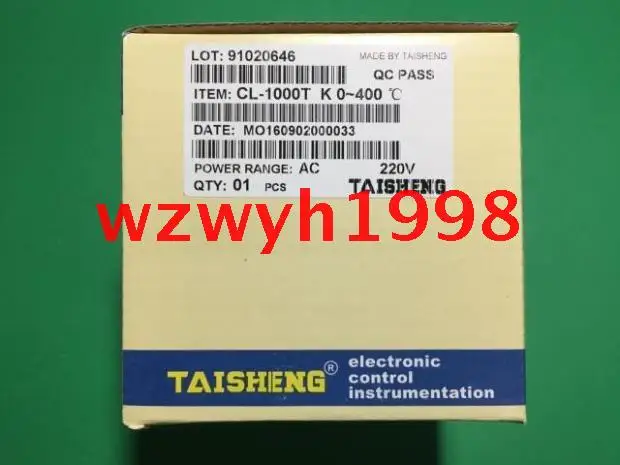 LOT: 91020646
MADE BY TAISHENG
QC PASS
ITEM: CL-1000T K 0~400 ℃
DATE: MO160902000033
POWER RANGE: AC 220V
QTY: 01 PCS TAISHENG
wzwyh1998
TAISHENG® electronic
control
instrumentation